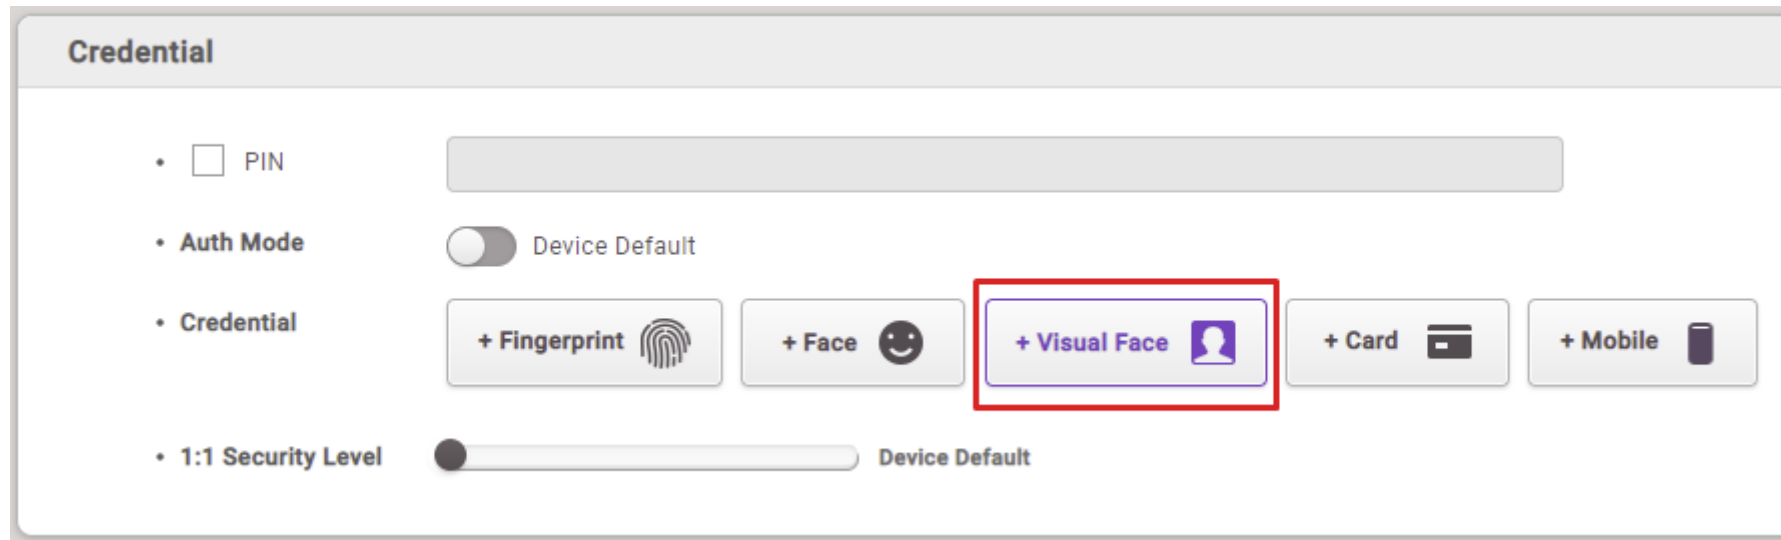 Credential
• PIN
• Auth Mode Device Default
• Credential + Fingerprint + Face + Visual Face + Card + Mobile
• 1:1 Security Level Device Default